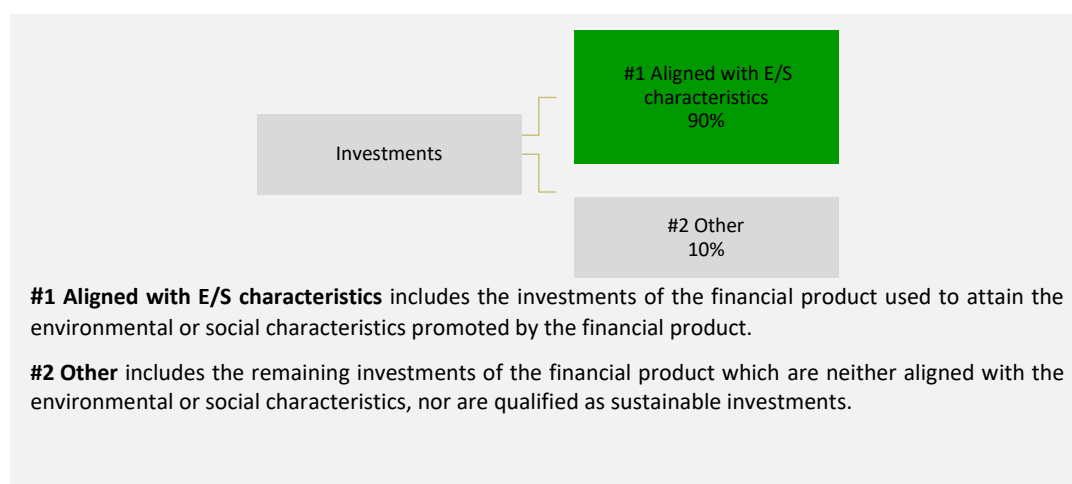 #1 Aligned with E/S
characteristics
90%
Investments
#2 Other
10%
#1 Aligned with E/S characteristics includes the investments of the financial product used to attain the
environmental or social characteristics promoted by the financial product.
#2 Other includes the remaining investments of the financial product which are neither aligned with the
environmental or social characteristics, nor are qualified as sustainable investments.